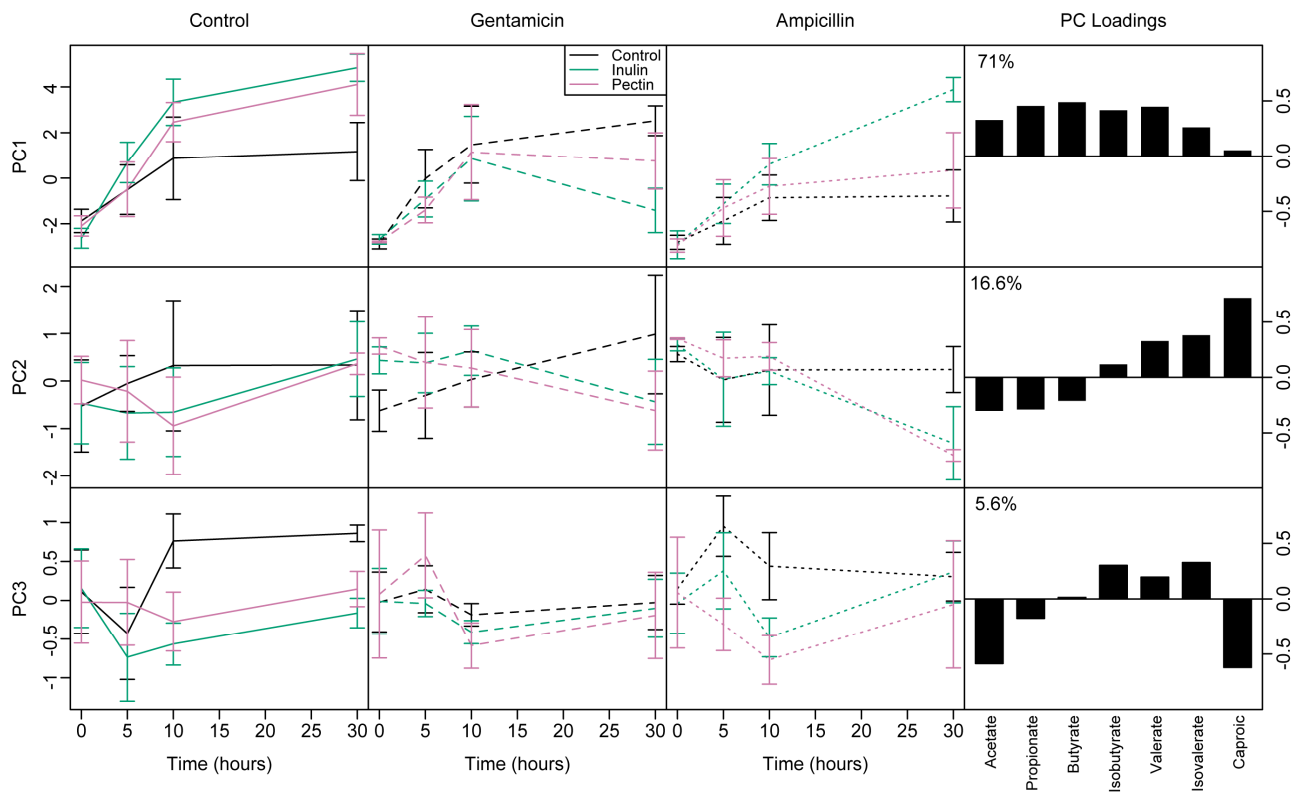 Control Gentamicin Ampicillin PC Loadings
Control
Inulin
Pectin
71%
PC1
4
2
0
-2
0.5
0.0
-0.5
16.6%
PC2
2
1
0
-1
-2
0.5
0.0
-0.5
5.6%
PC3
1
0.5
0
-0.5
-1
0.5
0.0
-0.5
0 5 10 15 20 25 30 0 5 10 15 20 25 30 0 5 10 15 20 25 30
Time (hours) Time (hours) Time (hours)
Acetate
Propionate
Butyrate
Isobutyrate
Valerate
Isovalerate
Caproic